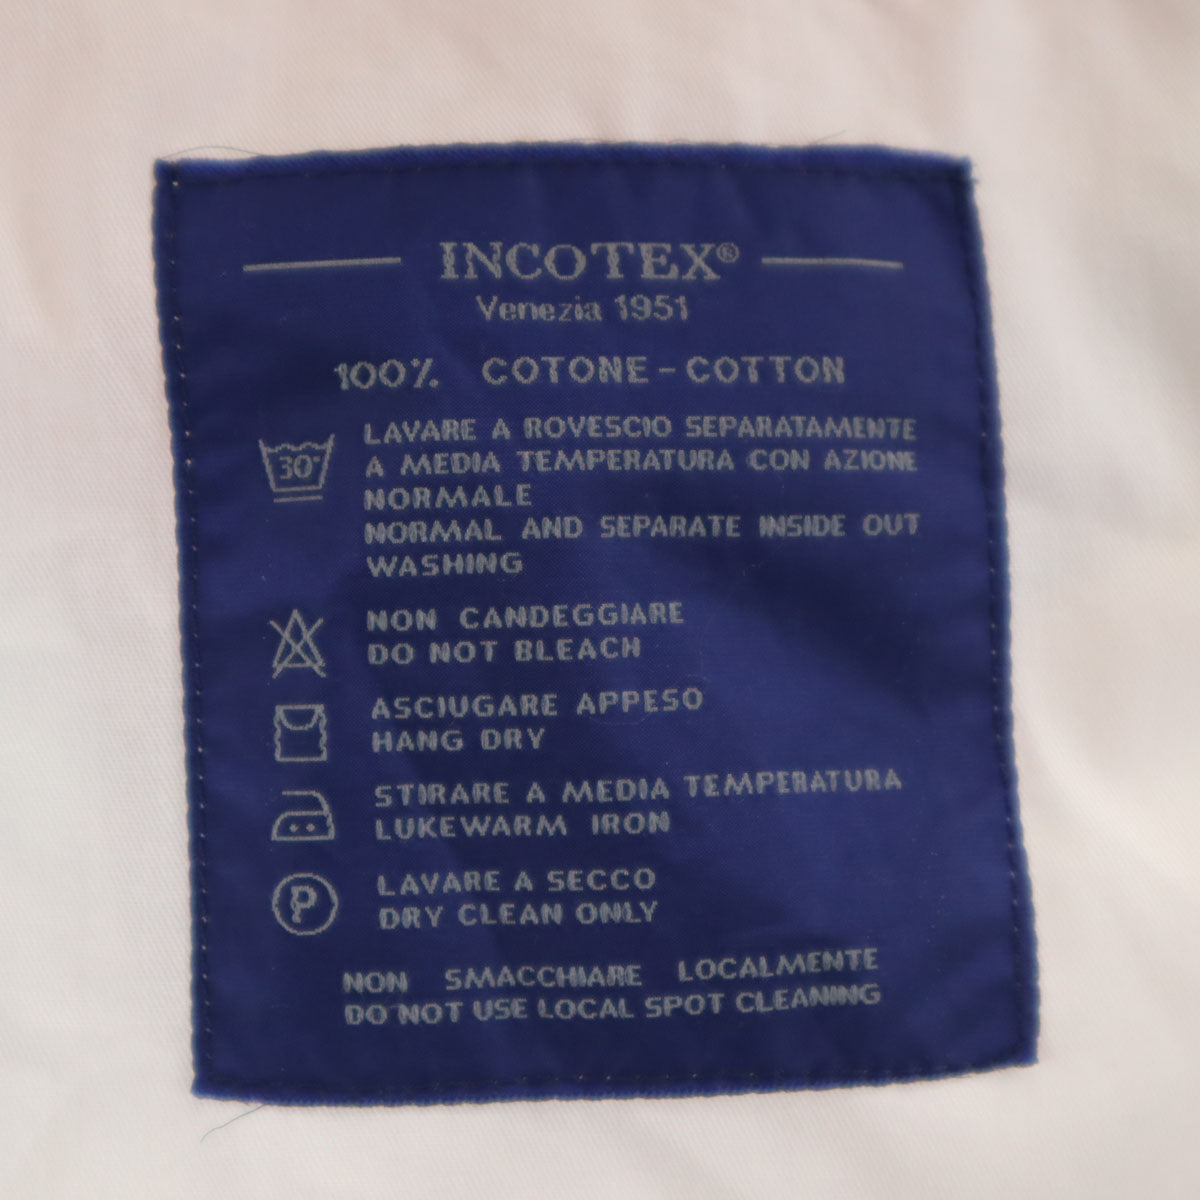 INCOTEX®
Venezia 1951
100% COTONE - COTTON
LAVARE A ROVESCIO SEPARATAMENTE
A MEDIA TEMPERATURA CON AZIONE
30°
NORMALE
NORMAL AND SEPARATE INSIDE OUT
WASHING
NON CANDEGGIARE
DO NOT BLEACH
ASCIUGARE APPESO
HANG DRY
STIRARE A MEDIA TEMPERATURA
LUKEWARM IRON
P
LAVARE A SECCO
DRY CLEAN ONLY
NON SMACCHIARE LOCALMENTE
DO NOT USE LOCAL SPOT CLEANING